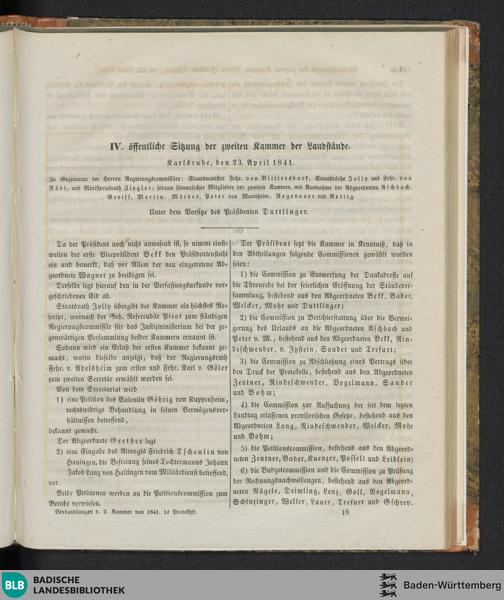 IV. öffentliche Sitzung der zweiten Kammer der Landstände.
Karlsruhe, den 23. April 1841.
In Gegenwart der Herren Regierungscommissäre: Staatsminister Frhr. von Blittersdorf, Staatsräthe Jolly und Frhr. von
Rüdt, und Ministerialrath Ziegler; sodann sämmtlicher Mitglieder der zweiten Kammer, mit Ausnahme der Abgeordneten Aschbach,
Greiff, Martin, Mördes, Peter von Mannheim, Regenauer und Rettig.
Unter dem Vorsitze des Präsidenten Duttlinger.
Da der Präsident noch nicht anwesend ist, so nimmt einst-
weilen der erste Vicepräsident Bekk den Präsidentenstuhl
ein und bemerkt, daß vor Allem der neu eingetretene Ab-
geordnete Wagner zu beeidigen sei.
Derselbe legt hierauf den in der Verfassungsurkunde vor-
geschriebenen Eid ab.
Staatsrath Jolly übergibt der Kammer ein höchstes Re-
script, wornach der Geh. Referendär Picot zum ständigen
Regierungscommissär für das Justizministerium bei der ge-
genwärtigen Versammlung beider Kammern ernannt ist.
Sodann wird ein Erlaß der ersten Kammer bekannt ge-
macht, worin dieselbe anzeigt, daß der Regierungsrath
Frhr. v. Adelsheim zum ersten und Frhr. Karl v. Göler
zum zweiten Secretär erwählt worden sei.
Von dem Secretariat wird
1) eine Petition des Valentin Göhrig von Kuppenheim,
rechtswidrige Behandlung in seinen Vermögensver-
hältnissen betreffend,
bekannt gemacht.
Der Abgeordnete Grether legt
2) eine Eingabe des Altvogts Friedrich Tscheulin von
Hauingen, die Befreiung seines Tochtermanns Johann
Jakob Lang von Haltingen vom Militärdienst betreffend,
vor.
Beide Petitionen werden an die Petitionscommission zum
Bericht verwiesen.
Verhandlungen d. 2. Kammer von 1841. 1s Protokllh.
Der Präsident setzt die Kammer in Kenntniß, daß in
den Abtheilungen folgende Commissionen gewählt worden
seien:
1) die Commission zu Entwerfung der Dankadresse auf
die Thronrede bei der feierlichen Eröffnung der Ständever-
sammlung, bestehend aus den Abgeordneten Bekk, Bader,
Welcker, Mohr und Duttlinger;
2) die Commission zu Berichterstattung über die Verwei-
gerung des Urlaubs an die Abgeordneten Aschbach und
Peter v. M., bestehend aus den Abgeordneten Bekk, Rin-
deschwender, v. Itzstein, Sander und Trefurt;
3) die Commission zu Abschließung eines Vertrags über
den Druck der Protokolle, bestehend aus den Abgeordneten
Zentner, Rindeschwender, Vogelmann, Sander
und Bohm;
4) die Commission zur Aufsuchung der seit dem letzten
Landtag erlassenen provisorischen Gesetze, bestehend aus den
Abgeordneten Lang, Rindeschwender, Welcker, Mohr
und Bohm;
5) die Petitionscommission, bestehend aus den Abgeord-
neten Zentner, Bader, Kuenzer, Posselt und Leiblein;
6) die Budgetcommission und die Commission zu Prüfung
der Rechnungsnachweisungen, bestehend aus den Abgeord-
neten Nägele, Deimling, Lenz, Goll, Vogelmann,
Schinzinger, Weller, Lauer, Trefurt und Gschrey.
18
BLB BADISCHE
LANDESBIBLIOTHEK
Baden-Württemberg